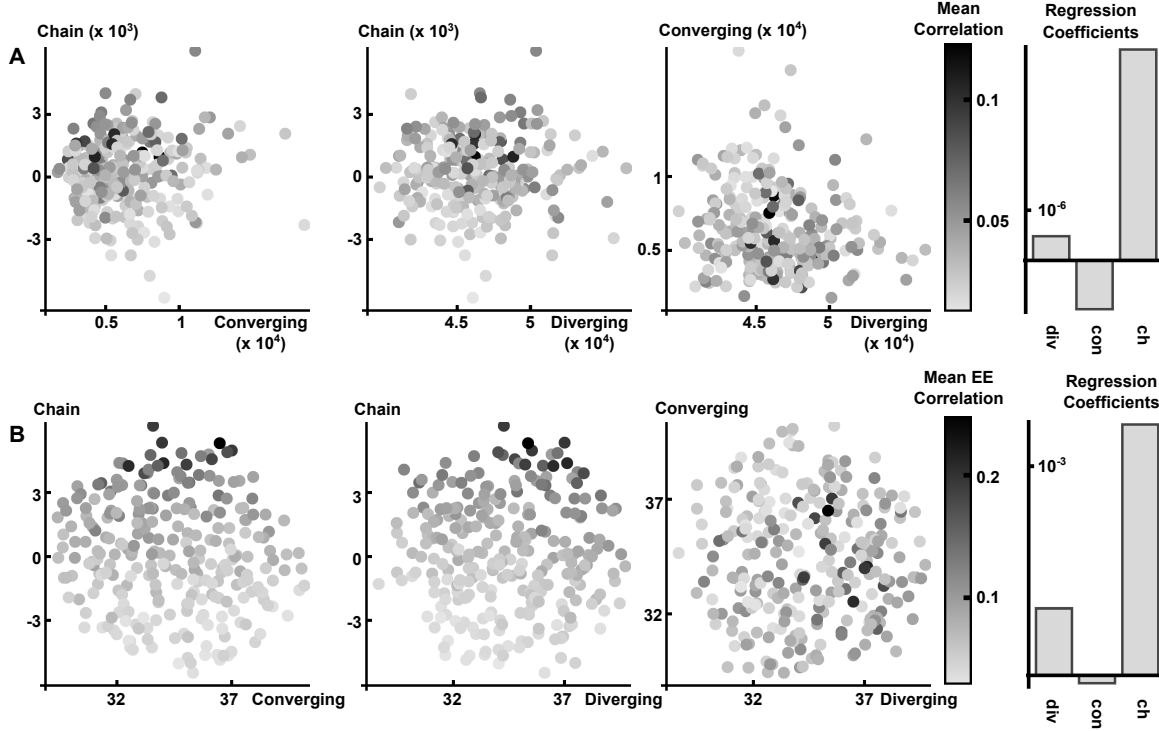 A
Chain (x 10³)
3
0
-3
0.5
1
Converging
(x 10⁴)
Chain (x 10³)
3
0
-3
4.5
5
Diverging
(x 10⁴)
Converging (x 10⁴)
1
0.5
4.5
5
Diverging
(x 10⁴)
Mean
Correlation
0.1
0.05
Regression
Coefficients
10⁻⁶
div
con
ch
B
Chain
3
0
-3
32
37
Converging
Chain
3
0
-3
32
37
Diverging
Converging
37
32
32
37
Diverging
Mean EE
Correlation
0.2
0.1
Regression
Coefficients
10⁻³
div
con
ch